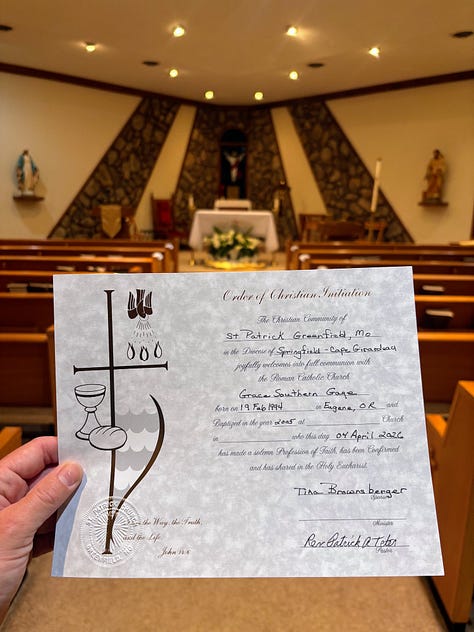 Order of Christian Initiation
The Christian Community of
St. Patrick Greenfield, Mo
in the Diocese of Springfield - Cape Girardeau
joyfully welcomes into full communion with
the Roman Catholic Church
Grace Southern Gage
born on 19 Feb 1994 in Eugene, OR and
Baptized in the year 2005 at Church
in who this day 04 April 2026
has made a solemn Profession of Faith, has been Confirmed
and has shared in the Holy Eucharist.
Tina Brownsberger
Sponsor
Minister
Rev. Patrick A
Pastor
the Way, the Truth,
and the Life.
John 14:6